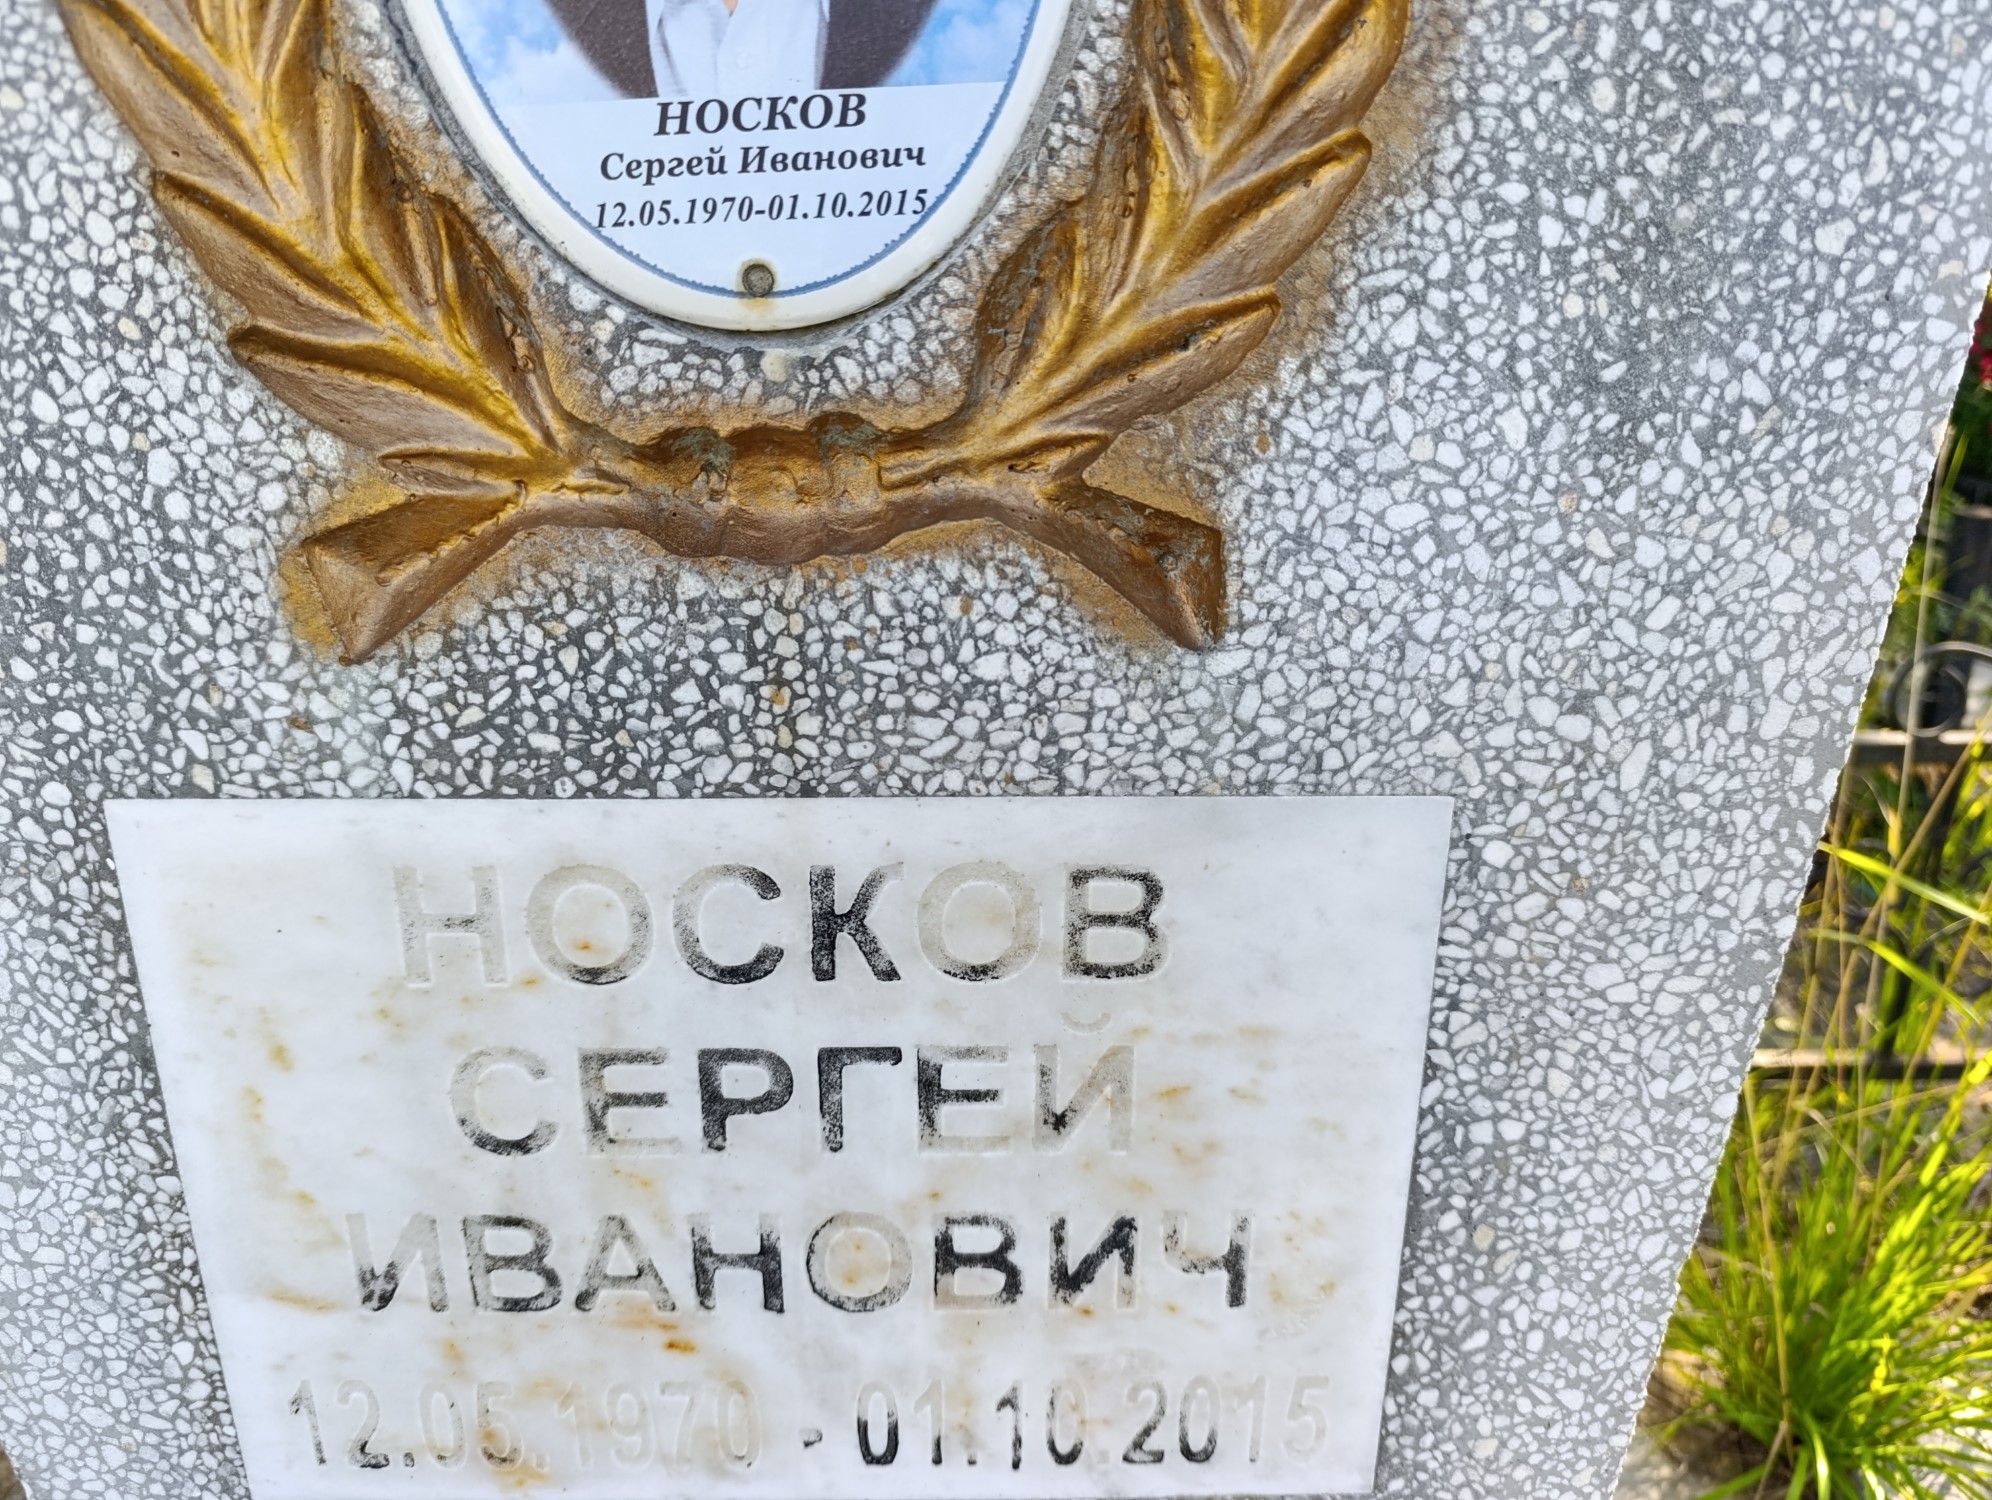 НОСКОВ
Сергей Иванович
12.05.1970-01.10.2015
НОСКОВ
СЕРГЕЙ
ИВАНОВИЧ
12.05.1970 - 01.10.2015